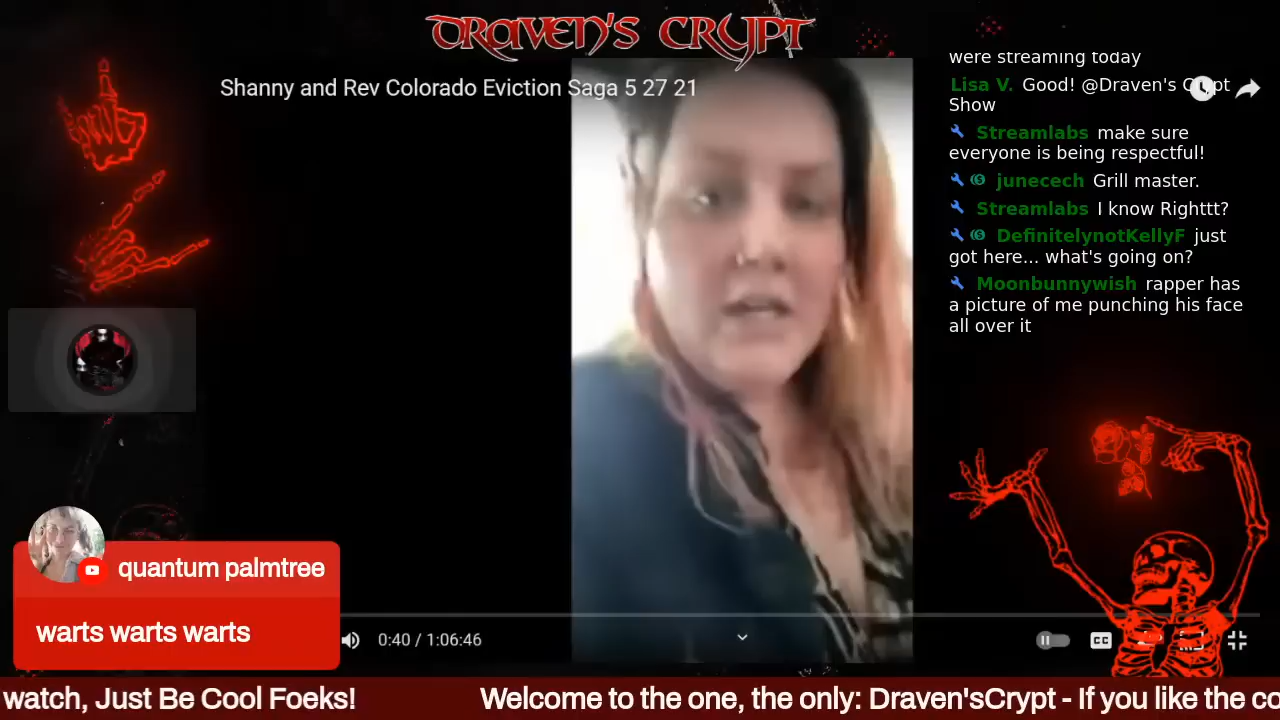 DRAVEN'S CRYPT
Shanny and Rev Colorado Eviction Saga 5 27 21
were streaming today
Lisa V. Good! @Draven's C pt
Show
Streamlabs make sure
everyone is being respectful!
junecech Grill master.
Streamlabs I know Righttt?
DefinitelynotKellyF just
got here... what's going on?
Moonbunnywish rapper has
a picture of me punching his face
all over it
quantum palmtree
warts warts warts
0:40 / 1:06:46
CC
watch, Just Be Cool Foeks!
Welcome to the one, the only: Draven'sCrypt - If you like the co